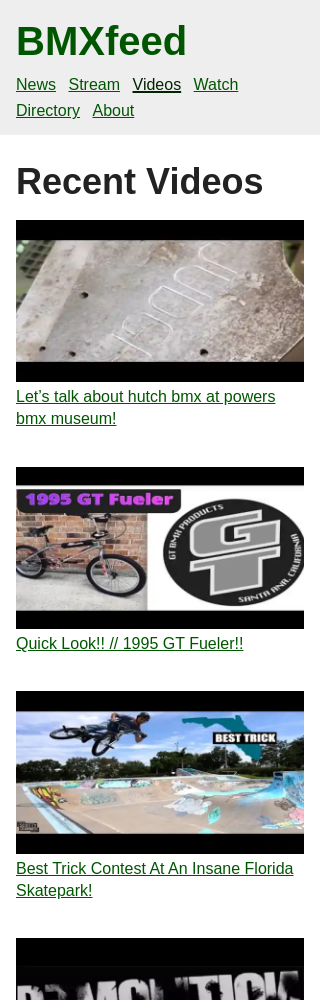 BMXfeed
News Stream Videos Watch
Directory About
Recent Videos
Let's talk about hutch bmx at powers
bmx museum!
1995 GT Fueler
GT BMX PRODUCTS
GT
SANTA ANA, CALIFORNIA
Quick Look!! // 1995 GT Fueler!!
BEST TRICK
Best Trick Contest At An Insane Florida
Skatepark!